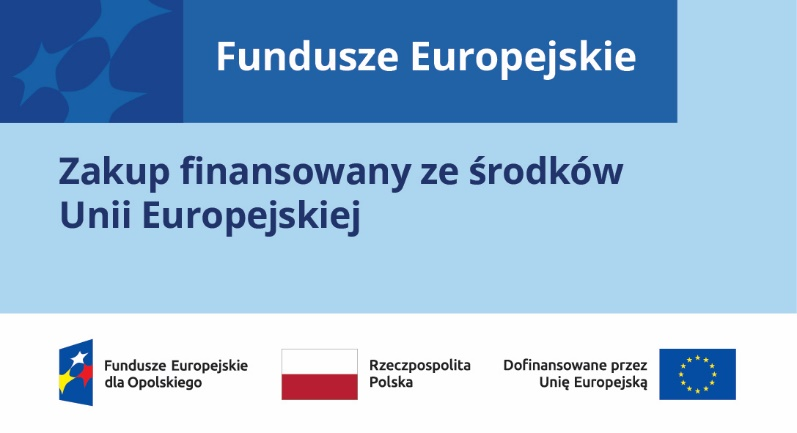 Fundusze Europejskie
Zakup finansowany ze środków
Unii Europejskiej
Fundusze Europejskie
dla Opolskiego
Rzeczpospolita
Polska
Dofinansowane przez
Unię Europejską